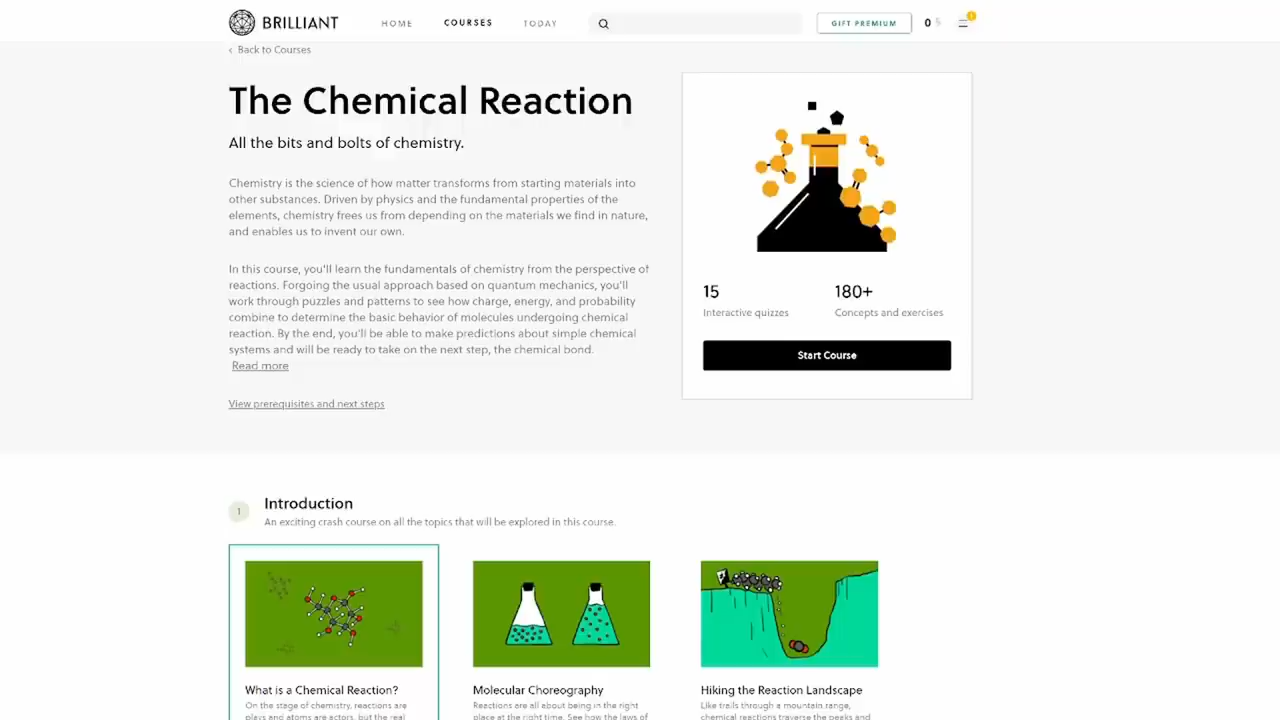 BRILLIANT
HOME
COURSES
TODAY
GIFT PREMIUM
0
1
‹ Back to Courses
The Chemical Reaction
All the bits and bolts of chemistry.
Chemistry is the science of how matter transforms from starting materials into
other substances. Driven by physics and the fundamental properties of the
elements, chemistry frees us from depending on the materials we find in nature,
and enables us to invent our own.
In this course, you'll learn the fundamentals of chemistry from the perspective of
reactions. Forgoing the usual approach based on quantum mechanics, you'll
work through puzzles and patterns to see how charge, energy, and probability
combine to determine the basic behavior of molecules undergoing chemical
reaction. By the end, you'll be able to make predictions about simple chemical
systems and will be ready to take on the next step, the chemical bond.
Read more
View prerequisites and next steps
15
Interactive quizzes
180+
Concepts and exercises
Start Course
1
Introduction
An exciting crash course on all the topics that will be explored in this course.
What is a Chemical Reaction?
On the stage of chemistry, reactions are
plays and atoms are actors, but the real
Molecular Choreography
Reactions are all about being in the right
place at the right time. See how the laws of
Hiking the Reaction Landscape
Like trails through a mountain range,
chemical reactions traverse the peaks and